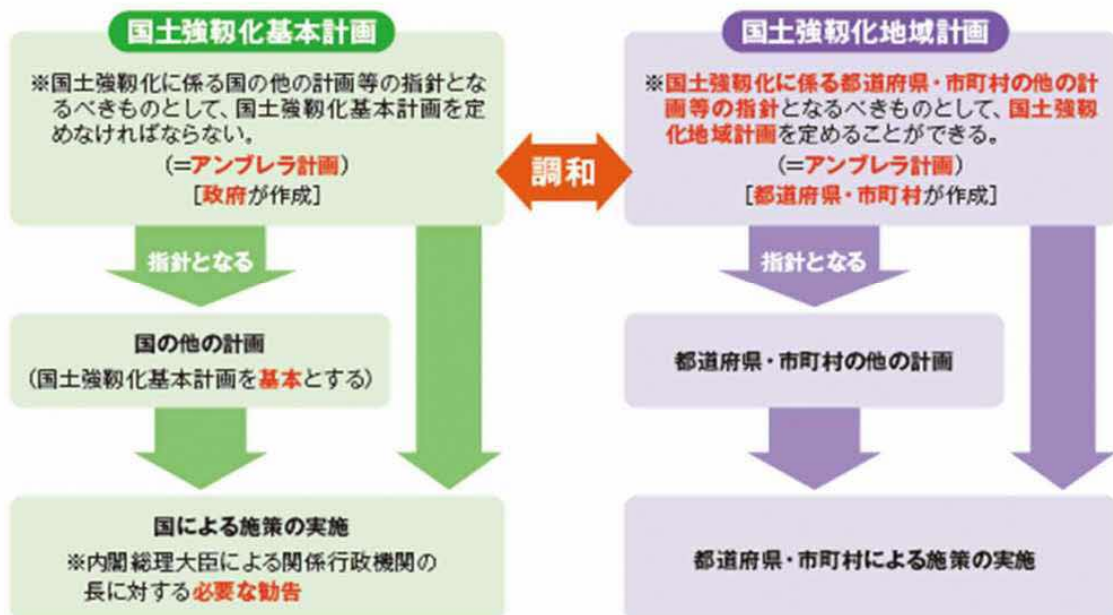 国土強靱化基本計画
※国土強靱化に係る国の他の計画等の指針とな
るべきものとして、国土強靱化基本計画を定
めなければならない。
(=アンブレラ計画)
[政府が作成]
調和
国土強靱化地域計画
※国土強靱化に係る都道府県・市町村の他の計
画等の指針となるべきものとして、国土強靱
化地域計画を定めることができる。
(=アンブレラ計画)
[都道府県・市町村が作成]
指針となる
指針となる
国の他の計画
(国土強靱化基本計画を基本とする)
都道府県・市町村の他の計画
国による施策の実施
※内閣総理大臣による関係行政機関の
長に対する必要な勧告
都道府県・市町村による施策の実施